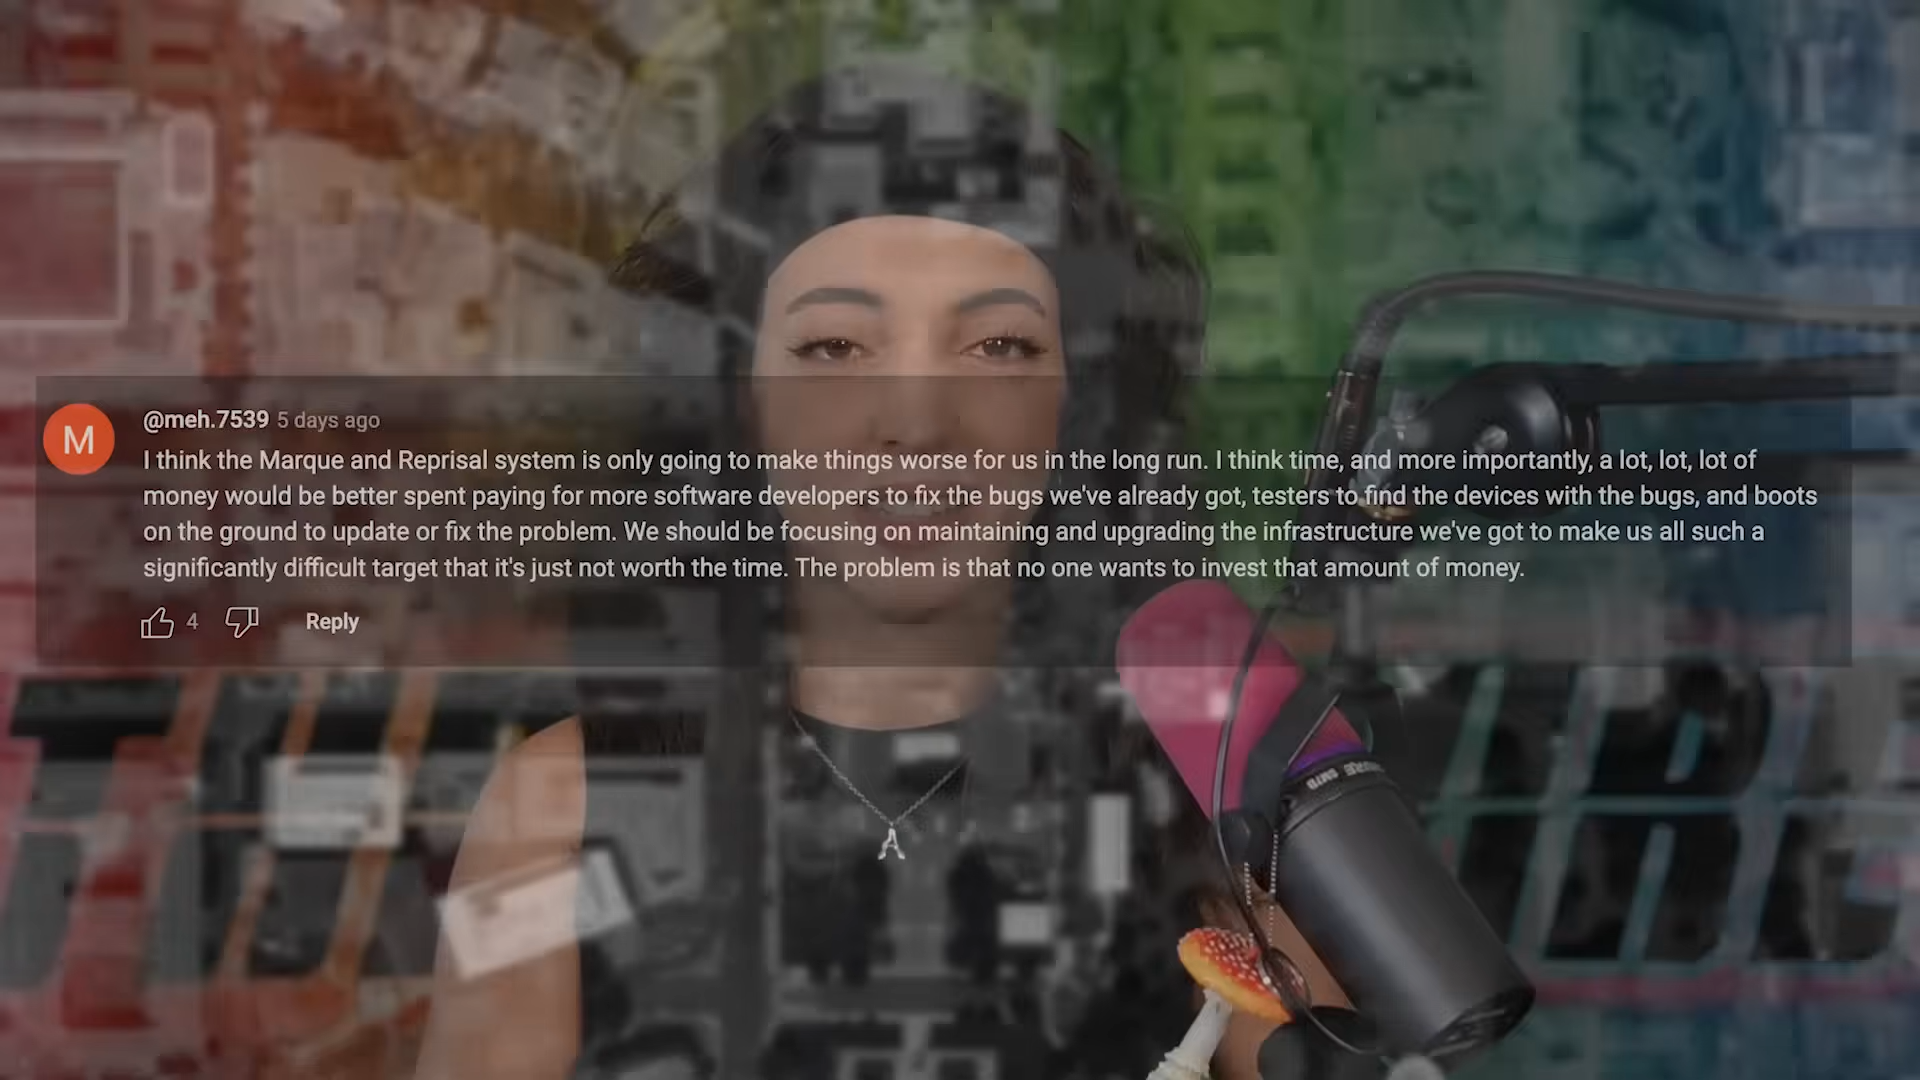 M
@meh.7539 5 days ago
I think the Marque and Reprisal system is only going to make things worse for us in the long run. I think time, and more importantly, a lot, lot, lot of
money would be better spent paying for more software developers to fix the bugs we've already got, testers to find the devices with the bugs, and boots
on the ground to update or fix the problem. We should be focusing on maintaining and upgrading the infrastructure we've got to make us all such a
significantly difficult target that it's just not worth the time. The problem is that no one wants to invest that amount of money.
4 Reply
A
SHURE SM7B